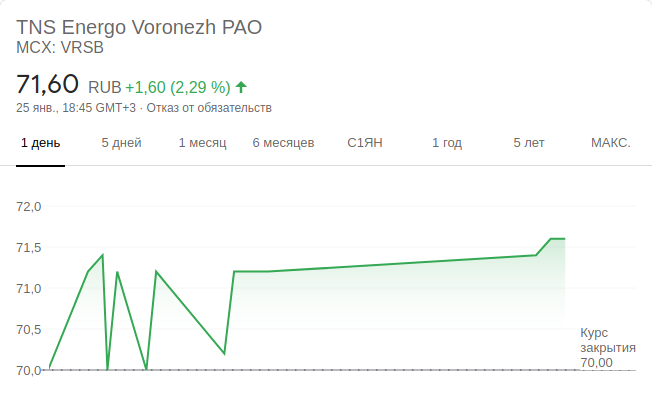 TNS Energo Voronezh PAO
MCX: VRSB
71,60 RUB +1,60 (2,29 %)
25 янв., 18:45 GMT+3 · Отказ от обязательств
1 день 5 дней 1 месяц 6 месяцев С1ЯН 1 год 5 лет МАКС.
72,0
71,5
71,0
70,5
70,0
Курс
закрытия
70,00